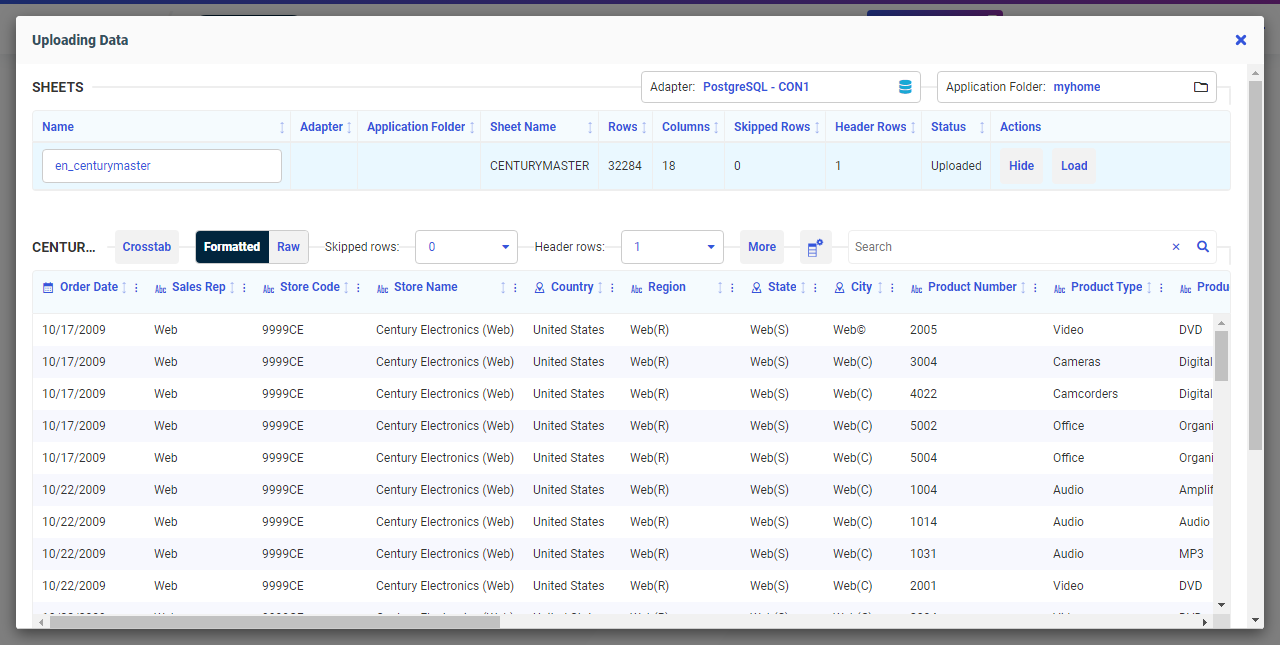 Uploading Data
SHEETS Adapter: PostgreSQL - CON1 Application Folder: myhome
Name Adapter Application Folder Sheet Name Rows Columns Skipped Rows Header Rows Status Actions
en_centurymaster CENTURYMASTER 32284 18 0 1 Uploaded Hide Load
CENTUR... Crosstab Formatted Raw Skipped rows: 0 Header rows: 1 More Search
Order Date Abc Sales Rep Abc Store Code Abc Store Name Country Abc Region State City Abc Product Number Abc Product Type Abc Produ
10/17/2009 Web 9999CE Century Electronics (Web) United States Web(R) Web(S) Web© 2005 Video DVD
10/17/2009 Web 9999CE Century Electronics (Web) United States Web(R) Web(S) Web(C) 3004 Cameras Digital
10/17/2009 Web 9999CE Century Electronics (Web) United States Web(R) Web(S) Web(C) 4022 Camcorders Digital
10/17/2009 Web 9999CE Century Electronics (Web) United States Web(R) Web(S) Web(C) 5002 Office Organi
10/17/2009 Web 9999CE Century Electronics (Web) United States Web(R) Web(S) Web(C) 5004 Office Organi
10/22/2009 Web 9999CE Century Electronics (Web) United States Web(R) Web(S) Web(C) 1004 Audio Amplif
10/22/2009 Web 9999CE Century Electronics (Web) United States Web(R) Web(S) Web(C) 1014 Audio Audio
10/22/2009 Web 9999CE Century Electronics (Web) United States Web(R) Web(S) Web(C) 1031 Audio MP3
10/22/2009 Web 9999CE Century Electronics (Web) United States Web(R) Web(S) Web(C) 2001 Video DVD